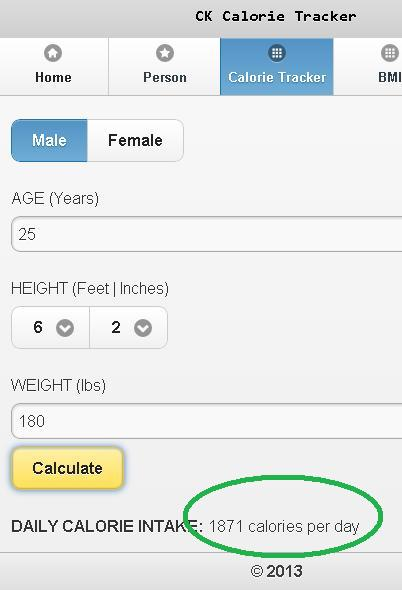 CK Calorie Tracker
Home Person Calorie Tracker BMI
Male Female
AGE (Years)
25
HEIGHT (Feet | Inches)
6 2
WEIGHT (lbs)
180
Calculate
DAILY CALORIE INTAKE: 1871 calories per day
© 2013